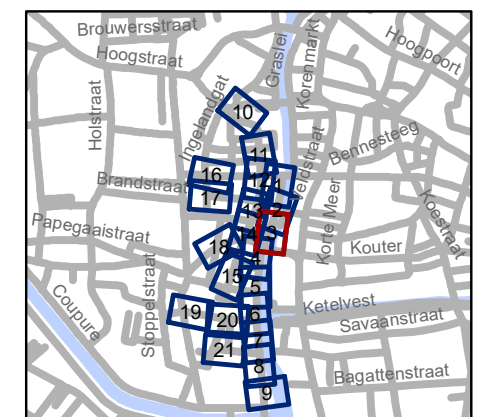 Brouwersstraat
Hoogstraat
Graslei
Korenmarkt
Hoogpoort
Holstraat
Ingelandgat
10
Bennesteeg
11
Veldstraat
16
12
1
Brandstraat
17
Koestraat
13
2
Korte Meer
Papegaaistraat
14
3
18
Kouter
4
15
5
Coupure
Stoppelstraat
Ketelvest
19
20
6
Savaanstraat
7
21
8
Bagattenstraat
9